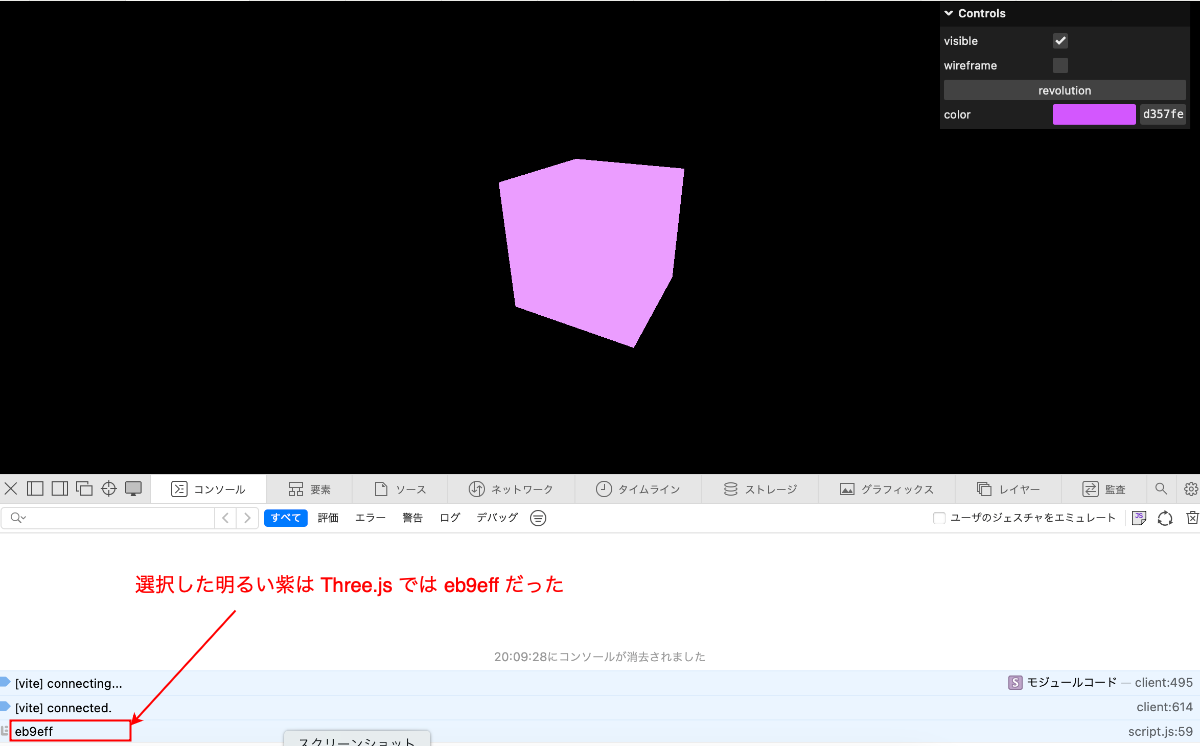 Controls
visible
wireframe
revolution
color d357fe
コンソール 要素 ソース ネットワーク タイムライン ストレージ グラフィックス レイヤー 監査
すべて 評価 エラー 警告 ログ デバッグ ユーザのジェスチャをエミュレート
選択した明るい紫は Three.js では eb9eff だった
20:09:28にコンソールが消去されました
[vite] connecting... S モジュールコード — client:495
[vite] connected. client:614
eb9eff script.js:59
スクリーンショット